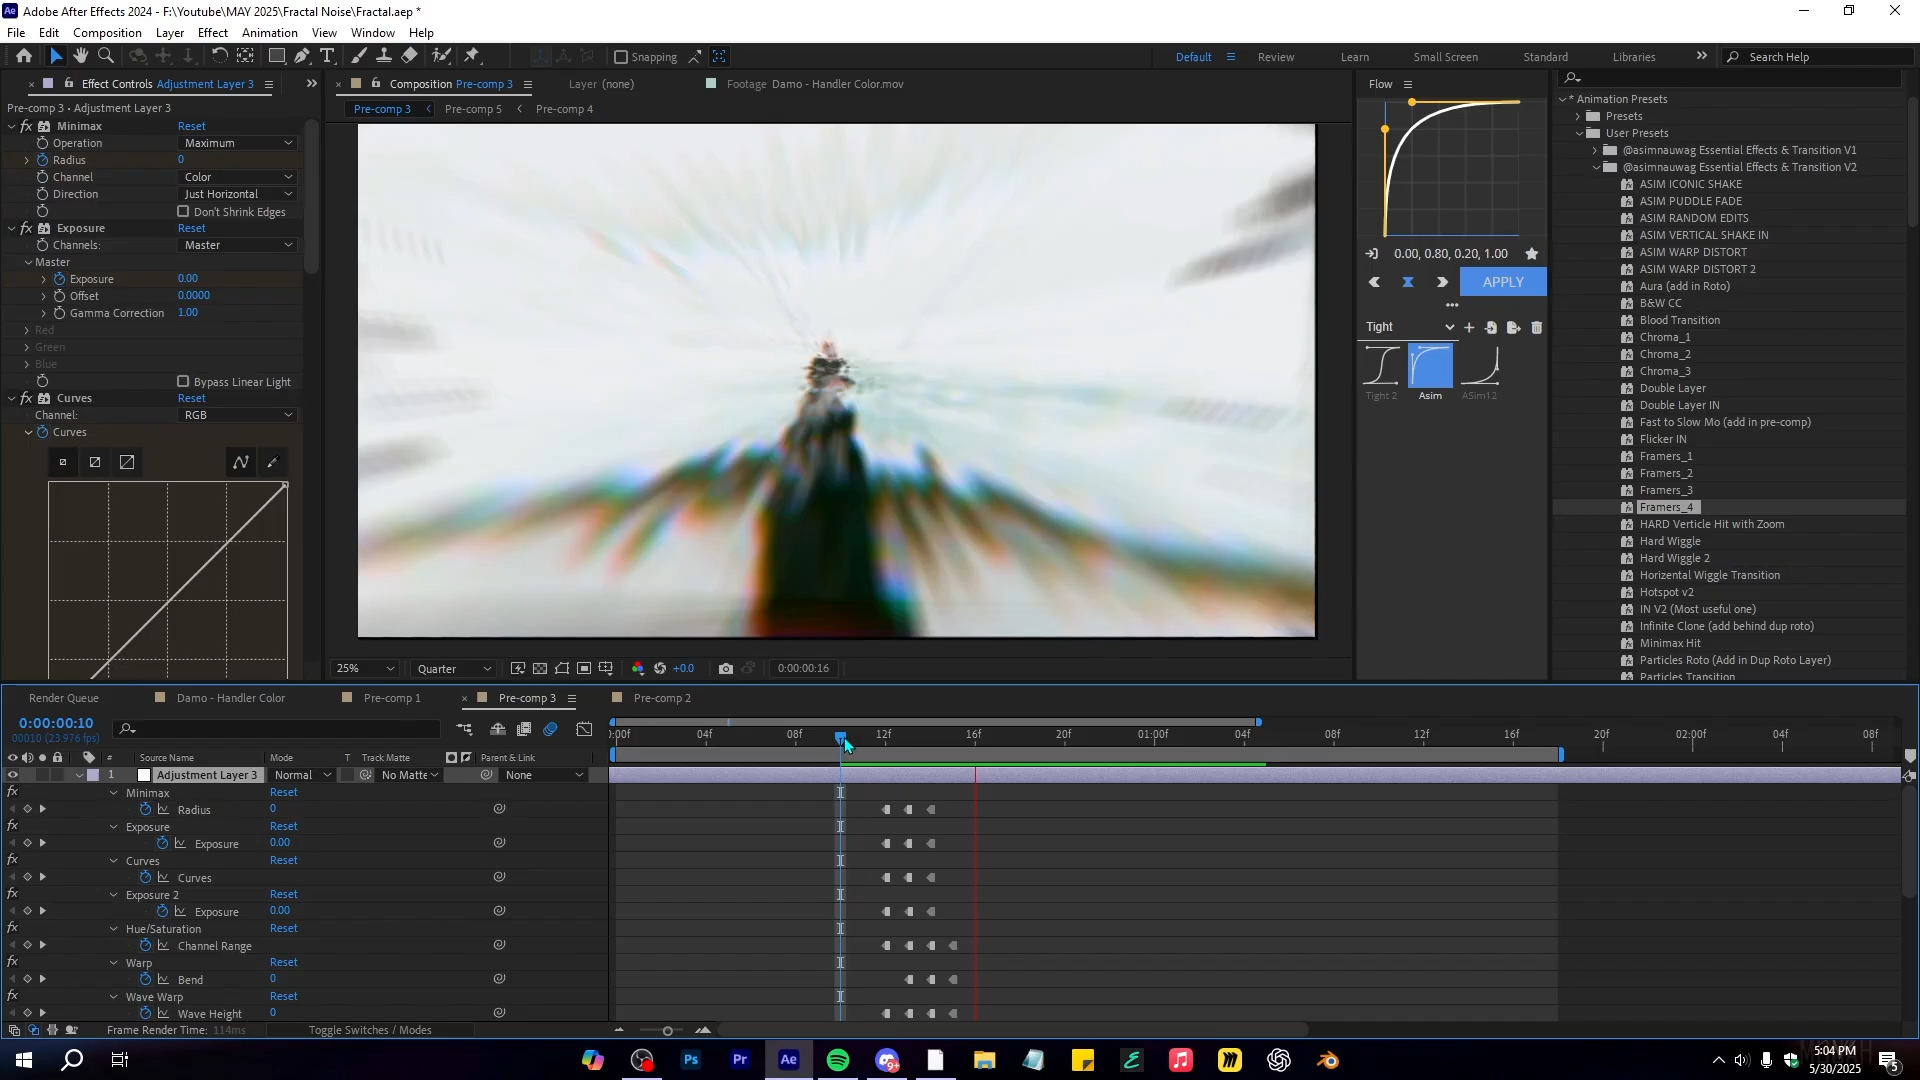 Adobe After Effects 2024 - F:\Youtube\MAY 2025\Fractal Noise\Fractal.aep *
File Edit Composition Layer Effect Animation View Window Help
Snapping
Default Review Learn Small Screen Standard Libraries Search Help
Effect Controls Adjustment Layer 3
Composition Pre-comp 3
Layer (none)
Footage Damo - Handler Color.mov
Flow
Pre-comp 3 • Adjustment Layer 3
Pre-comp 3 Pre-comp 5 Pre-comp 4
fx Minimax Reset
Operation Maximum
Radius 0
Channel Color
Direction Just Horizontal
Don't Shrink Edges
fx Exposure Reset
Channels: Master
Master
Exposure 0.00
Offset 0.0000
Gamma Correction 1.00
Red
Green
Blue
Bypass Linear Light
fx Curves Reset
Channel: RGB
Curves
25% Quarter +0.0 0:00:00:16
0.00, 0.80, 0.20, 1.00
APPLY
Tight
Tight 2 Asim ASim12
* Animation Presets
Presets
User Presets
@asimnauwag Essential Effects & Transition V1
@asimnauwag Essential Effects & Transition V2
ASIM ICONIC SHAKE
ASIM PUDDLE FADE
ASIM RANDOM EDITS
ASIM VERTICAL SHAKE IN
ASIM WARP DISTORT
ASIM WARP DISTORT 2
Aura (add in Roto)
B&W CC
Blood Transition
Chroma_1
Chroma_2
Chroma_3
Double Layer
Double Layer IN
Fast to Slow Mo (add in pre-comp)
Flicker IN
Framers_1
Framers_2
Framers_3
Framers_4
HARD Verticle Hit with Zoom
Hard Wiggle
Hard Wiggle 2
Horizental Wiggle Transition
Hotspot v2
IN V2 (Most useful one)
Infinite Clone (add behind dup roto)
Minimax Hit
Particles Roto (Add in Dup Roto Layer)
Particles Transition
Render Queue Damo - Handler Color Pre-comp 1 Pre-comp 3 Pre-comp 2
0:00:00:10
00010 (23.976 fps)
:00f 04f 08f 12f 16f 20f 01:00f 04f 08f 12f 16f 20f 02:00f 04f 08f
# Source Name Mode T Track Matte Parent & Link
1 Adjustment Layer 3 Normal No Matte None
fx Minimax Reset
Radius 0
fx Exposure Reset
Exposure 0.00
fx Curves Reset
Curves
fx Exposure 2 Reset
Exposure 0.00
fx Hue/Saturation Reset
Channel Range
fx Warp Reset
Bend 0
fx Wave Warp Reset
Wave Height 0
Frame Render Time: 114ms Toggle Switches / Modes
Ps Pr Ae 9+
5:04 PM
5/30/2025
5